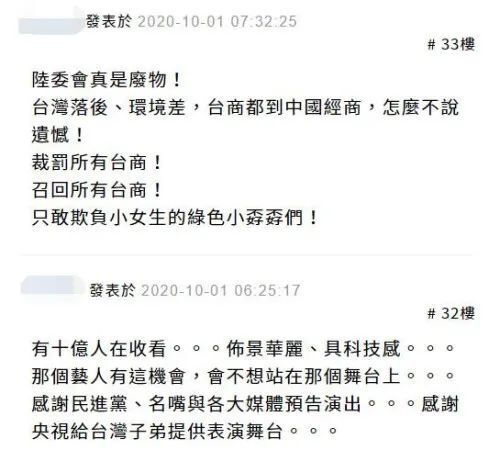 發表於 2020-10-01 07:32:25
# 33樓
陸委會真是廢物！
台灣落後、環境差，台商都到中國經商，怎麼不說
遺憾！
裁罰所有台商！
召回所有台商！
只敢欺負小女生的綠色小孬孬們！
發表於 2020-10-01 06:25:17
# 32樓
有十億人在收看。。。佈景華麗、具科技感。。。
那個藝人有這機會，會不想站在那個舞台上。。。
感謝民進黨、名嘴與各大媒體預告演出。。。感謝
央視給台灣子弟提供表演舞台。。。